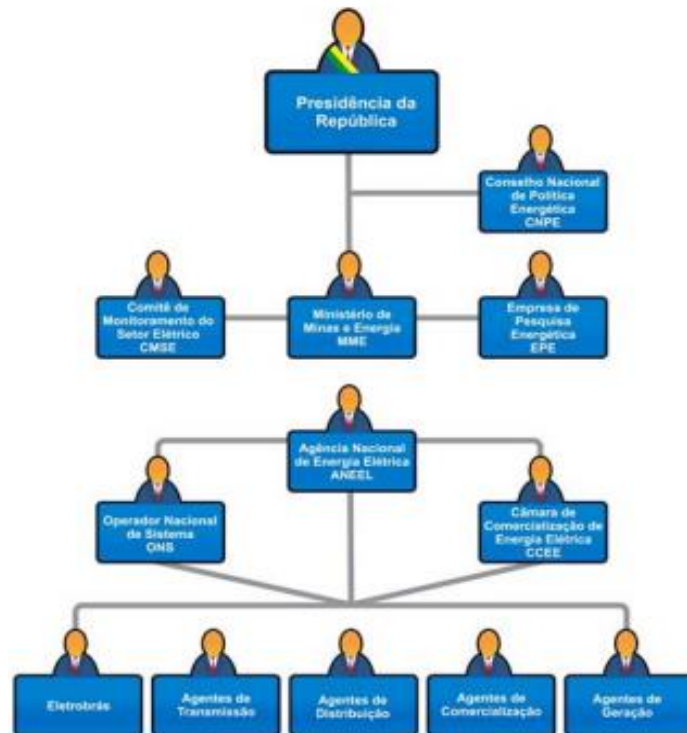 Presidência da
República
Conselho Nacional
de Política
Energética
CNPE
Comitê de
Monitoramento do
Setor Elétrico
CMSE
Ministério de
Minas e Energia
MME
Empresa de
Pesquisa
Energética
EPE
Agência Nacional
de Energia Elétrica
ANEEL
Operador Nacional
de Sistema
ONS
Câmara de
Comercialização de
Energia Elétrica
CCEE
Eletrobrás
Agentes de
Transmissão
Agentes de
Distribuição
Agentes de
Comercialização
Agentes de
Geração